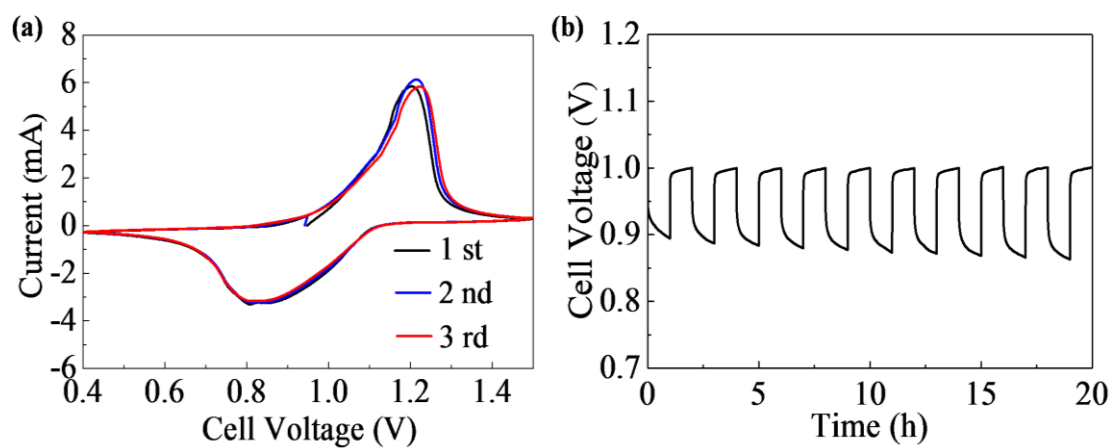 (a)
8
6
4
2
0
-2
-4
-6
Current (mA)
0.4 0.6 0.8 1.0 1.2 1.4
Cell Voltage (V)
1 st
2 nd
3 rd
(b)
1.2
1.1
1.0
0.9
0.8
0.7
Cell Voltage (V)
0 5 10 15 20
Time (h)